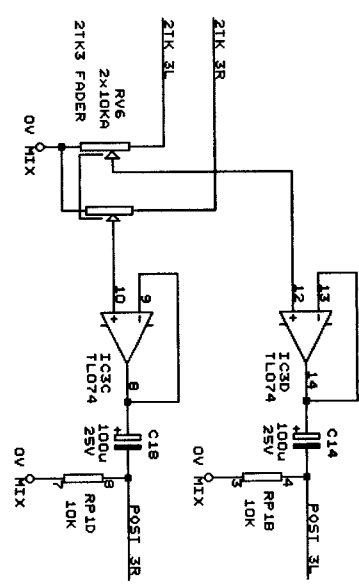 POST 3L
C14
+
100u
25V
RP1B
10K
4
3
0V
MIX
13
12
-
+
14
IC3D
TL074
2TK 3R
2TK 3L
RV6
2x10KA
2TK3 FADER
0V
MIX
9
10
-
+
8
IC3C
TL074
C18
+
100u
25V
POST 3R
RP1D
10K
8
7
0V
MIX